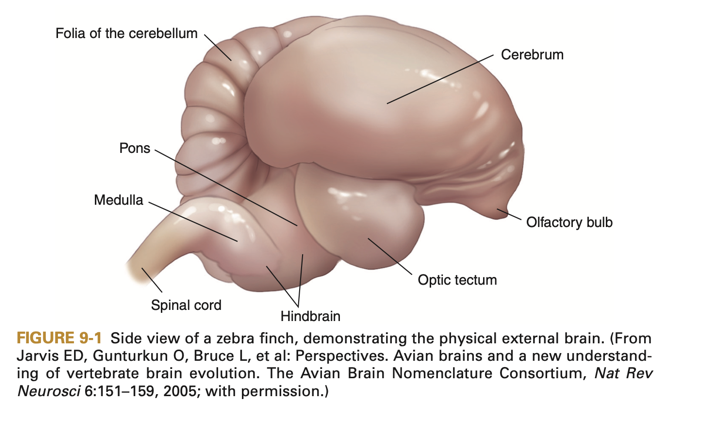 Folia of the cerebellum
Cerebrum
Pons
Medulla
Olfactory bulb
Optic tectum
Spinal cord
Hindbrain
FIGURE 9-1 Side view of a zebra finch, demonstrating the physical external brain. (From
Jarvis ED, Gunturkun O, Bruce L, et al: Perspectives. Avian brains and a new understand-
ing of vertebrate brain evolution. The Avian Brain Nomenclature Consortium, Nat Rev
Neurosci 6:151–159, 2005; with permission.)